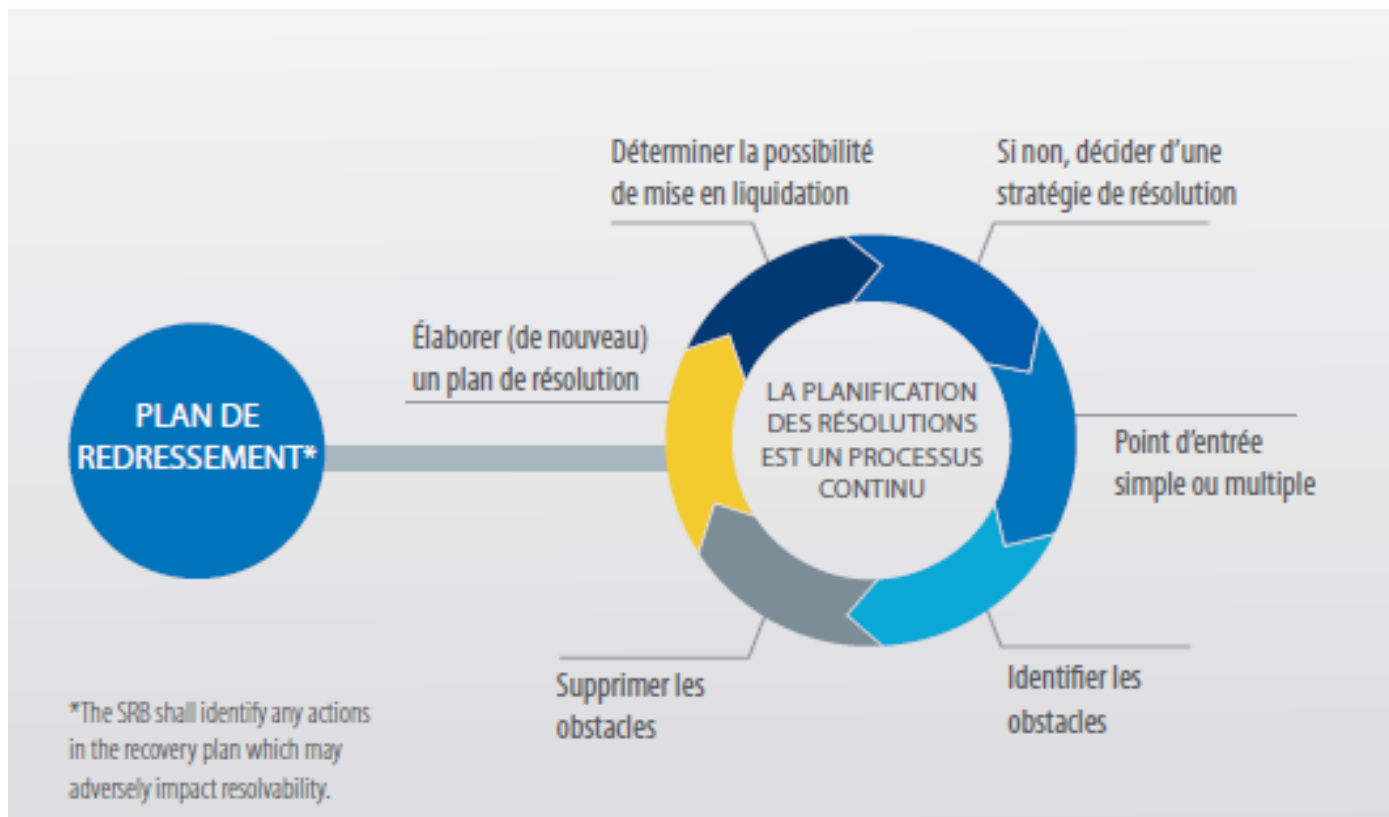 Déterminer la possibilité
de mise en liquidation
Si non, décider d'une
stratégie de résolution
Élaborer (de nouveau)
un plan de résolution
PLAN DE
REDRESSEMENT*
LA PLANIFICATION
DES RÉSOLUTIONS
EST UN PROCESSUS
CONTINU
Point d'entrée
simple ou multiple
Supprimer les
obstacles
Identifier les
obstacles
*The SRB shall identify any actions
in the recovery plan which may
adversely impact resolvability.